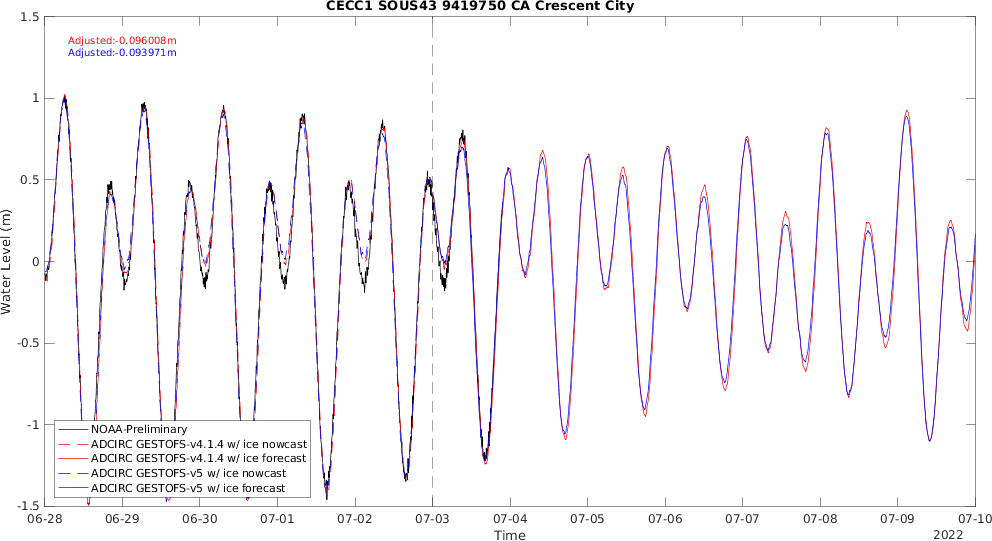 CECC1 SOUS43 9419750 CA Crescent City
1.5
Adjusted:-0.096008m
Adjusted:-0.093971m
1
0.5
0
-0.5
-1
-1.5
Water Level (m)
NOAA-Preliminary
ADCIRC GESTOFS-v4.1.4 w/ ice nowcast
ADCIRC GESTOFS-v4.1.4 w/ ice forecast
ADCIRC GESTOFS-v5 w/ ice nowcast
ADCIRC GESTOFS-v5 w/ ice forecast
06-28 06-29 06-30 07-01 07-02 07-03 07-04 07-05 07-06 07-07 07-08 07-09 07-10
Time
2022